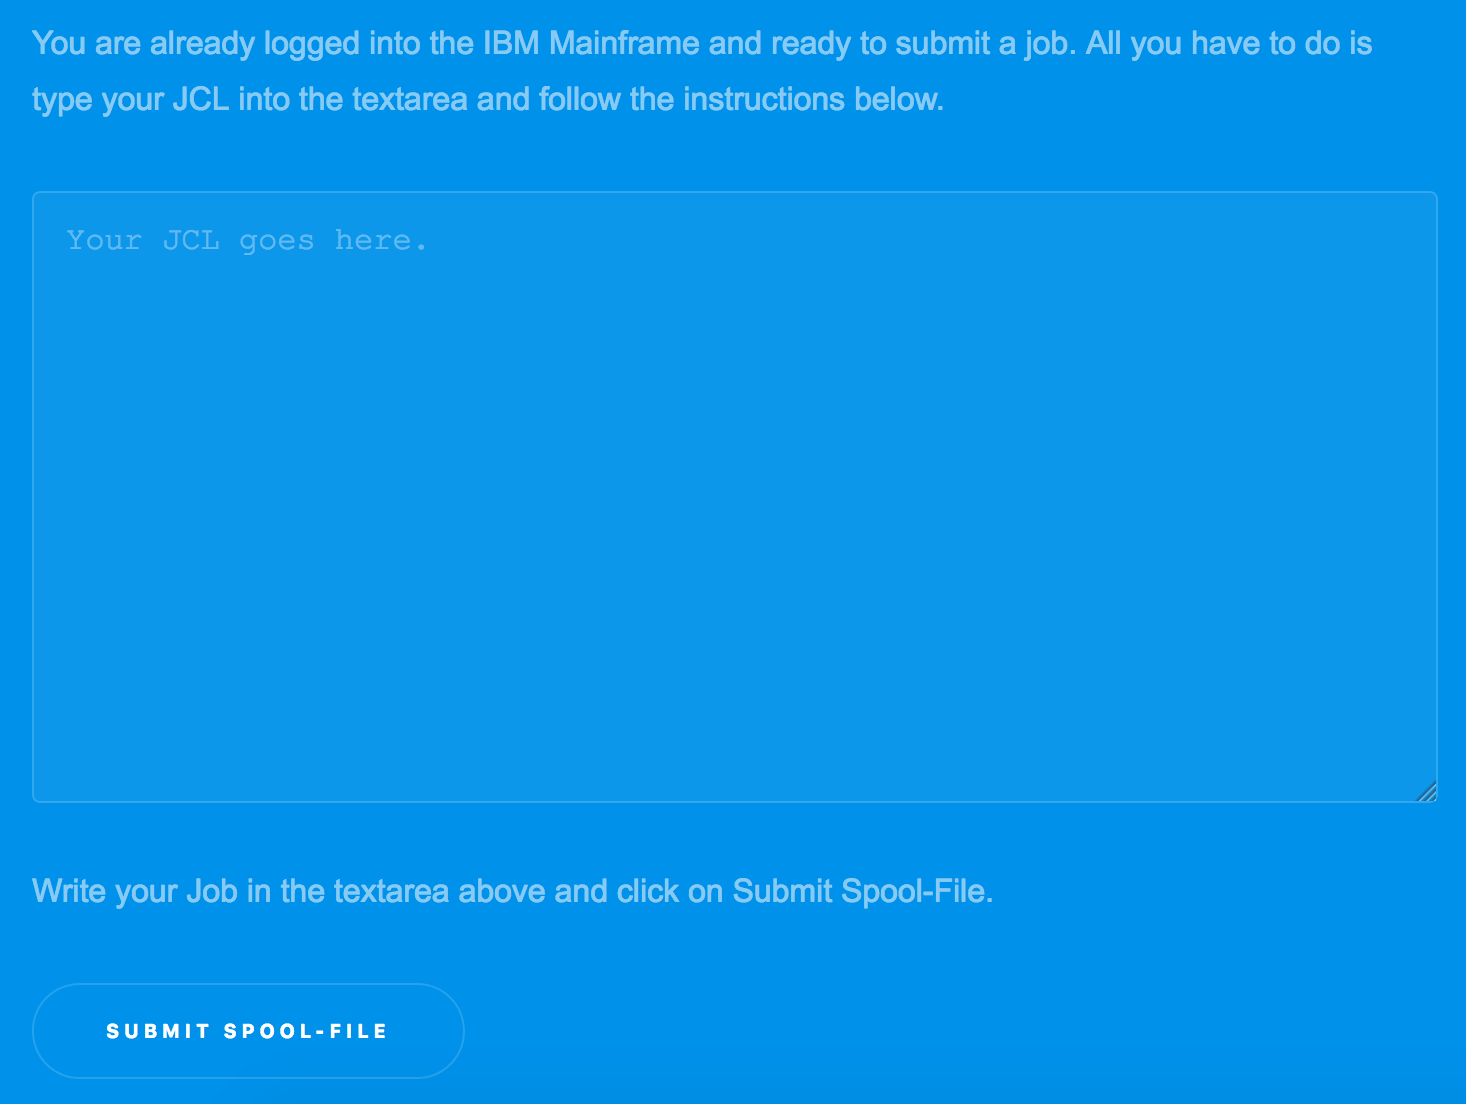 You are already logged into the IBM Mainframe and ready to submit a job. All you have to do is
type your JCL into the textarea and follow the instructions below.
Your JCL goes here.
Write your Job in the textarea above and click on Submit Spool-File.
SUBMIT SPOOL-FILE